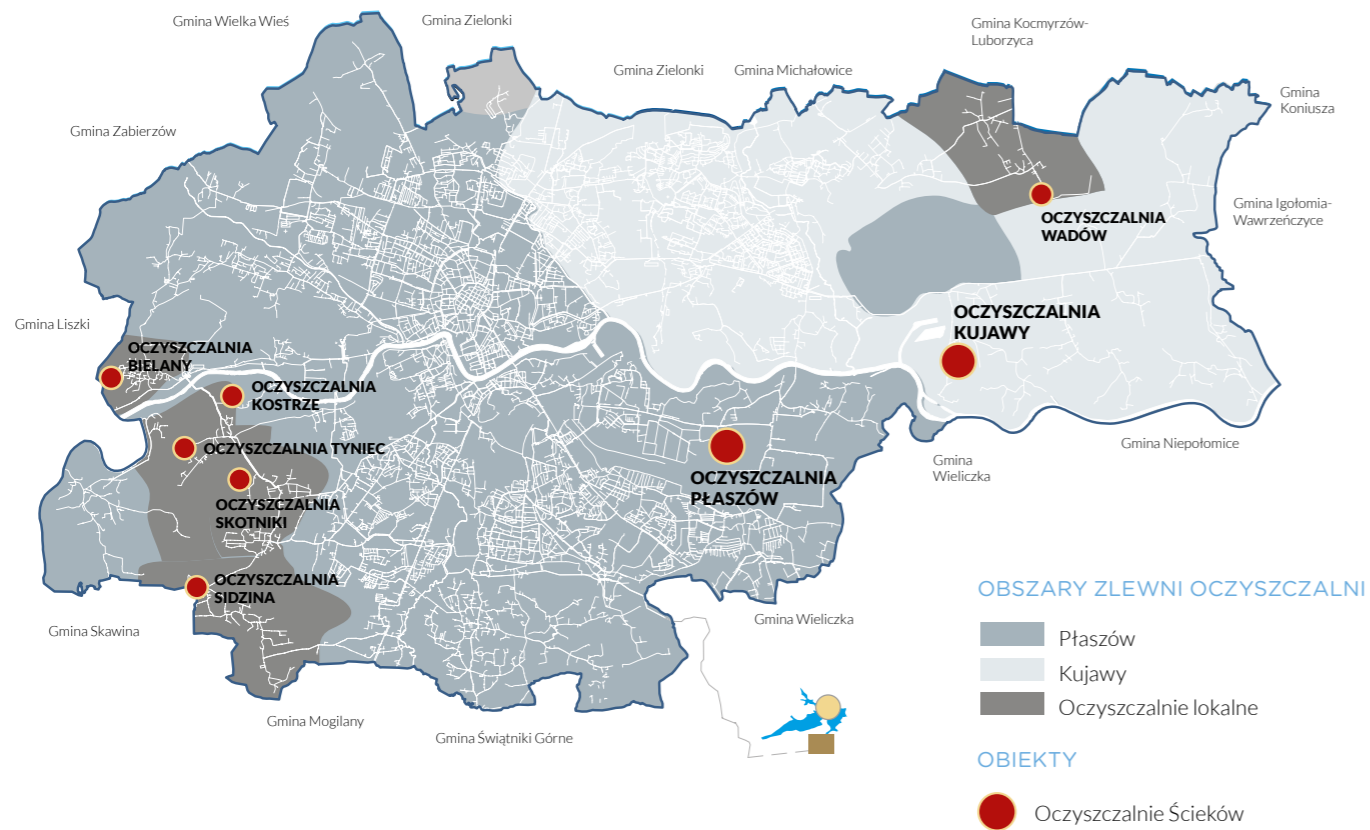 Gmina Wielka Wieś
Gmina Zielonki
Gmina Kocmyrzów-
Luborzyca
Gmina Zielonki
Gmina Michałowice
Gmina
Koniusza
Gmina Zabierzów
Gmina Igołomia-
Wawrzeńczyce
OCZYSZCZALNIA
WADÓW
OCZYSZCZALNIA
KUJAWY
Gmina Liszki
OCZYSZCZALNIA
BIELANY
OCZYSZCZALNIA
KOSTRZE
OCZYSZCZALNIA TYNIEC
Gmina Niepołomice
Gmina
Wieliczka
OCZYSZCZALNIA
PŁASZÓW
OCZYSZCZALNIA
SKOTNIKI
OCZYSZCZALNIA
SIDZINA
Gmina Skawina
Gmina Wieliczka
Gmina Mogilany
Gmina Świątniki Górne
OBSZARY ZLEWNI OCZYSZCZALNI
Płaszów
Kujawy
Oczyszczalnie lokalne
OBIEKTY
Oczyszczalnie Ścieków